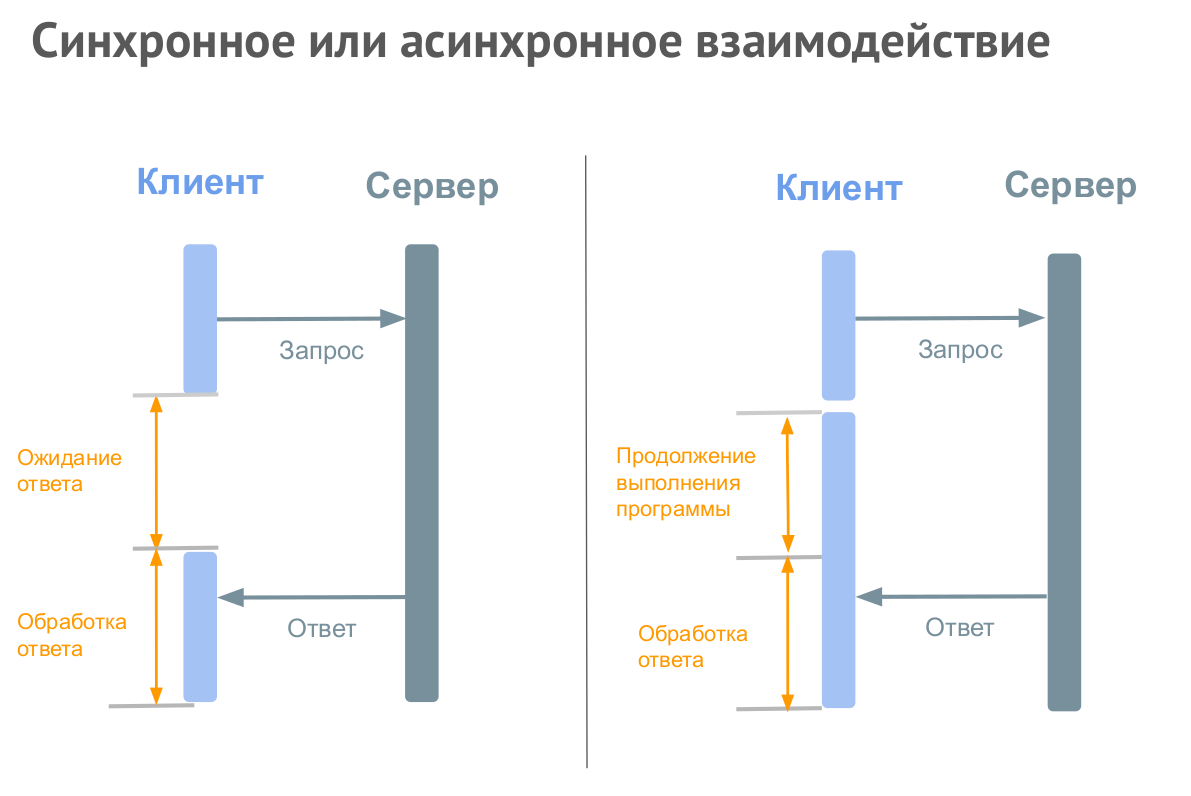 Синхронное или асинхронное взаимодействие
Клиент
Сервер
Запрос
Ожидание
ответа
Обработка
ответа
Ответ
Клиент
Сервер
Запрос
Продолжение
выполнения
программы
Обработка
ответа
Ответ